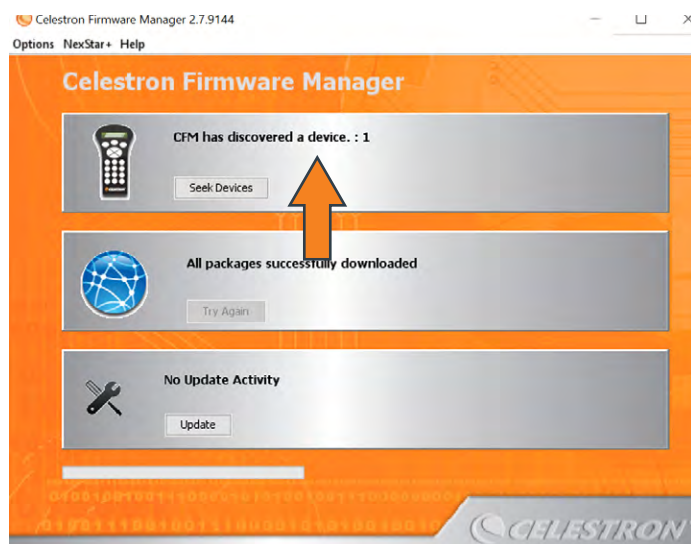 Celestron Firmware Manager 2.7.9144
Options NexStar+ Help
Celestron Firmware Manager
CFM has discovered a device. : 1
Seek Devices
All packages successfully downloaded
Try Again
No Update Activity
Update
CELESTRON